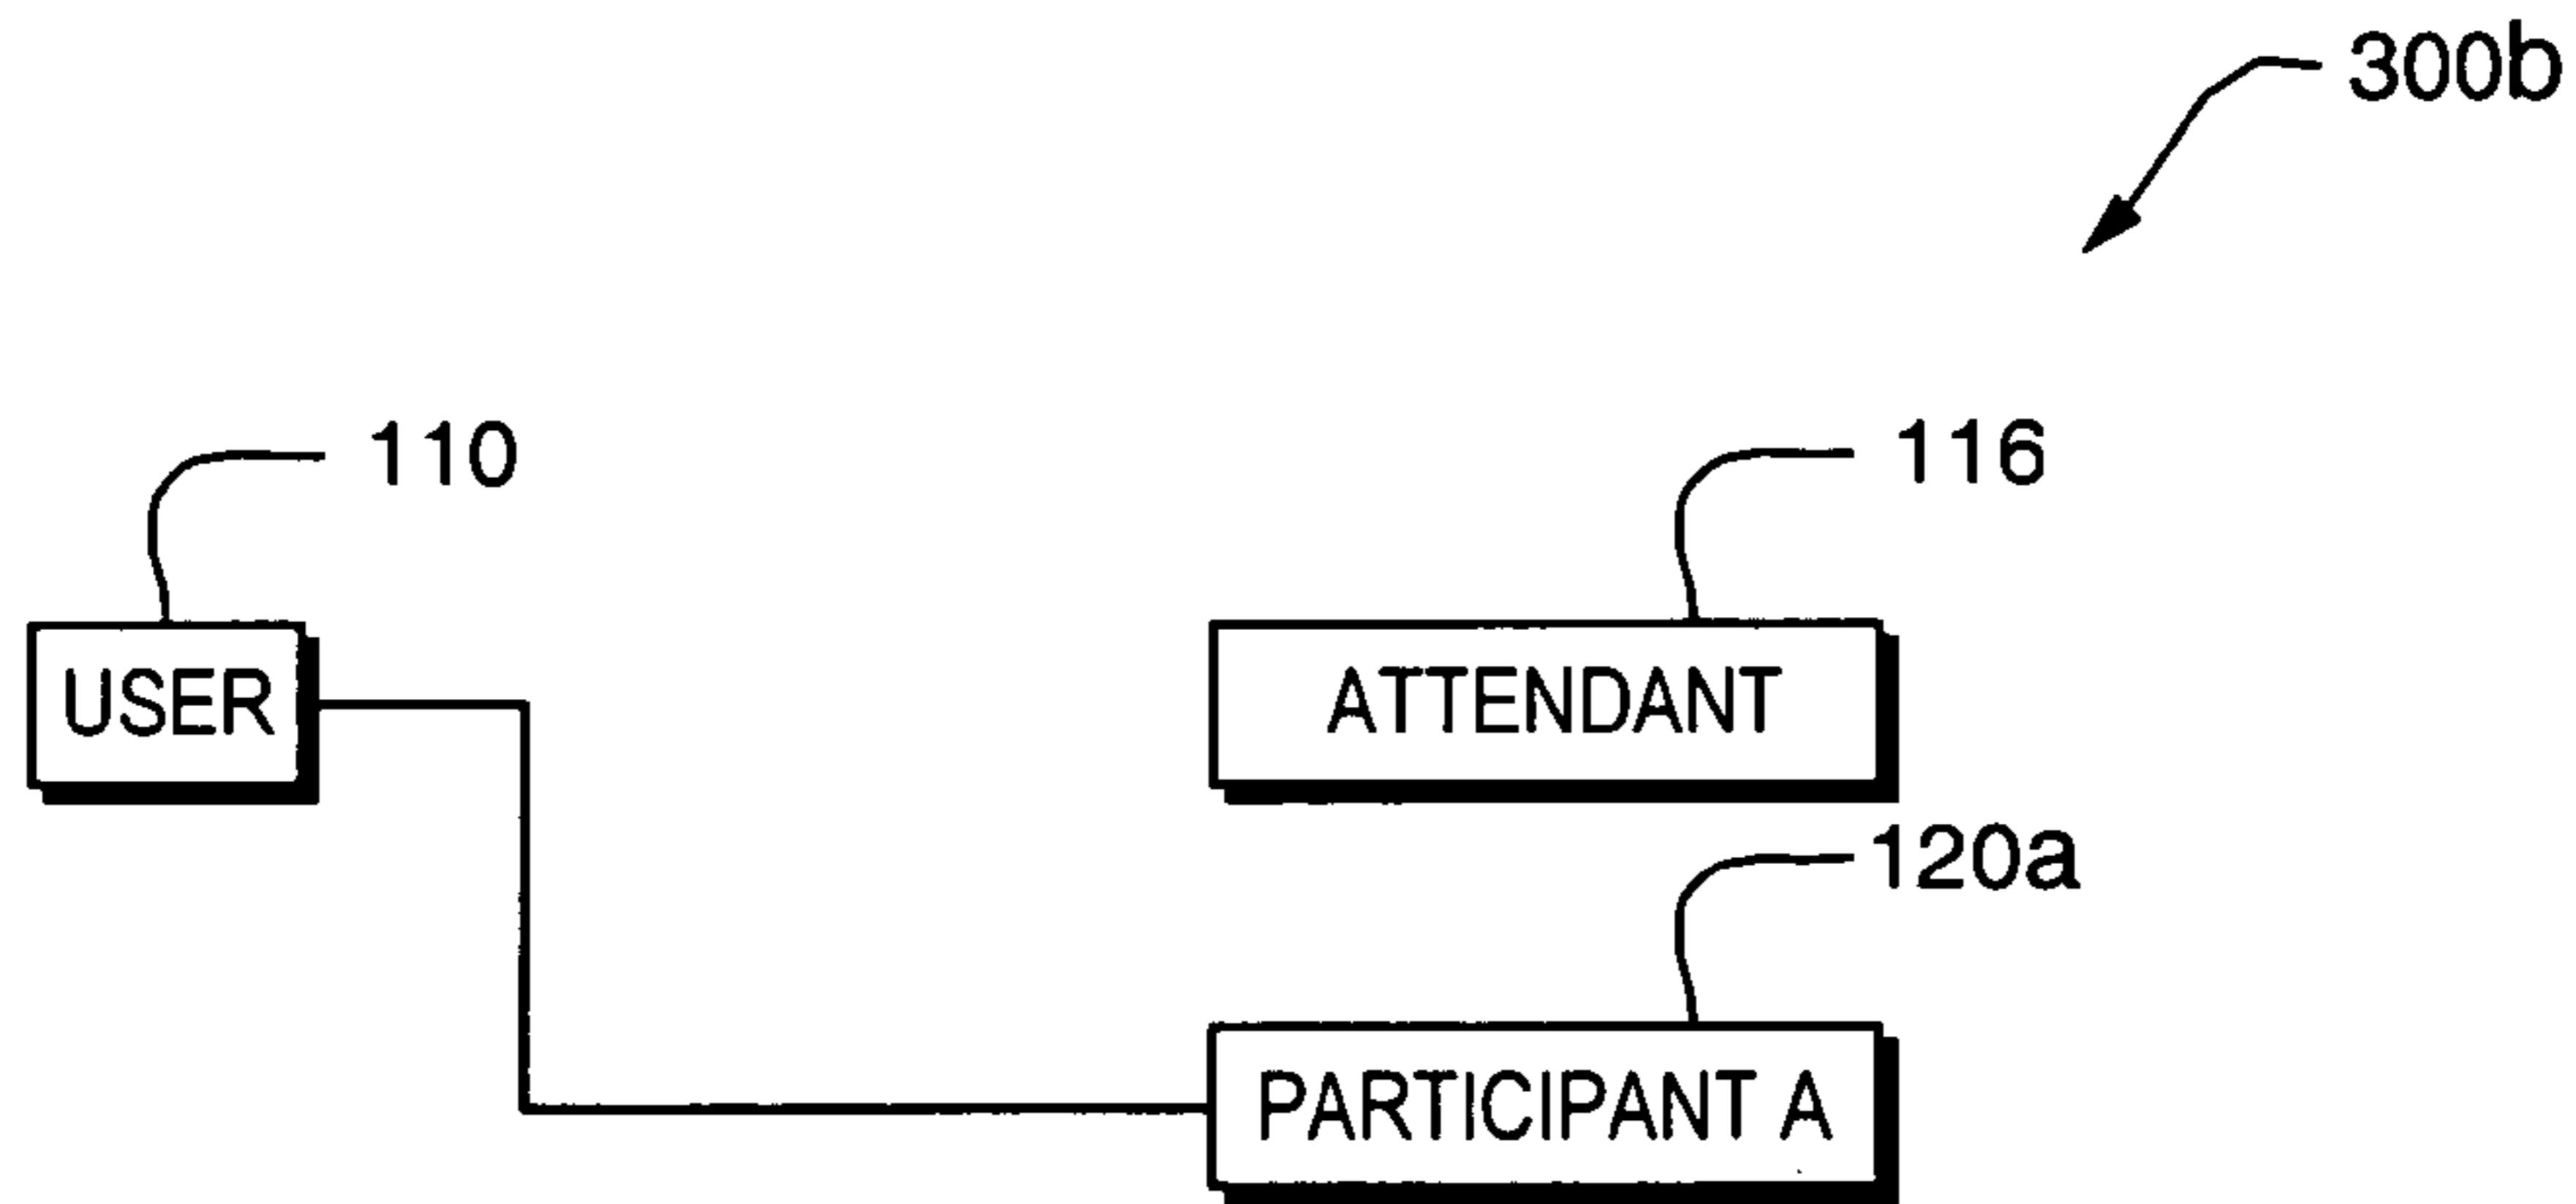 300b
110
116
USER
ATTENDANT
120a
PARTICIPANT A